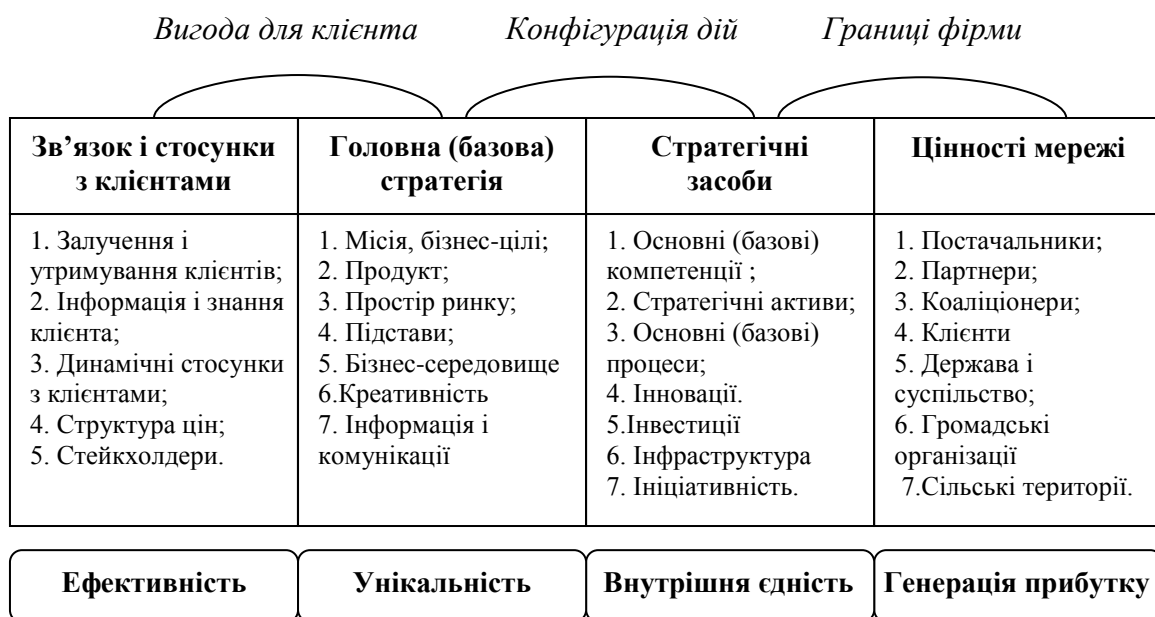 Вигода для клієнта
Конфігурація дій
Границі фірми
Зв’язок і стосунки
з клієнтами
Головна (базова)
стратегія
Стратегічні
засоби
Цінності мережі
1. Залучення і
утримування клієнтів;
2. Інформація і знання
клієнта;
3. Динамічні стосунки
з клієнтами;
4. Структура цін;
5. Стейкхолдери.
1. Місія, бізнес-цілі;
2. Продукт;
3. Простір ринку;
4. Підстави;
5. Бізнес-середовище
6.Креативність
7. Інформація і
комунікації
1. Основні (базові)
компетенції ;
2. Стратегічні активи;
3. Основні (базові)
процеси;
4. Інновації.
5.Інвестиції
6. Інфраструктура
7. Ініціативність.
1. Постачальники;
2. Партнери;
3. Коаліціонери;
4. Клієнти
5. Держава і
суспільство;
6. Громадські
організації
7.Сільські території.
Ефективність
Унікальність
Внутрішня єдність
Генерація прибутку